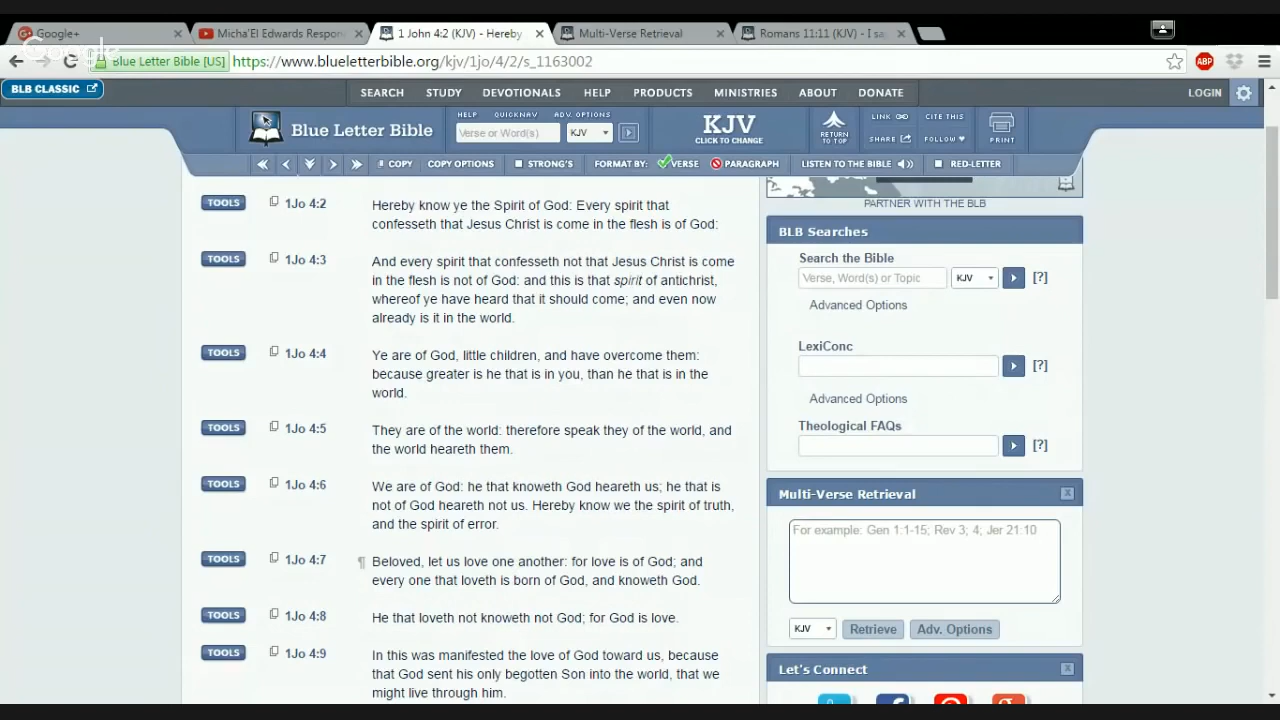 Google+
Micha'El Edwards Respon
1 John 4:2 (KJV) - Hereby
Multi-Verse Retrieval
Romans 11:11 (KJV) - I sa
Google
Blue Letter Bible [US]
https://www.blueletterbible.org/kjv/1jo/4/2/s_1163002
ABP
BLB CLASSIC
SEARCH STUDY DEVOTIONALS HELP PRODUCTS MINISTRIES ABOUT DONATE
LOGIN
Blue Letter Bible
HELP QUICKNAV ADV. OPTIONS
Verse or Word(s) KJV
KJV
CLICK TO CHANGE
RETURN TO TOP
LINK CITE THIS
SHARE FOLLOW
PRINT
COPY COPY OPTIONS STRONG'S FORMAT BY: VERSE PARAGRAPH LISTEN TO THE BIBLE RED-LETTER
TOOLS 1Jo 4:2 Hereby know ye the Spirit of God: Every spirit that
confesseth that Jesus Christ is come in the flesh is of God:
TOOLS 1Jo 4:3 And every spirit that confesseth not that Jesus Christ is come
in the flesh is not of God: and this is that spirit of antichrist,
whereof ye have heard that it should come; and even now
already is it in the world.
TOOLS 1Jo 4:4 Ye are of God, little children, and have overcome them:
because greater is he that is in you, than he that is in the
world.
TOOLS 1Jo 4:5 They are of the world: therefore speak they of the world, and
the world heareth them.
TOOLS 1Jo 4:6 We are of God: he that knoweth God heareth us; he that is
not of God heareth not us. Hereby know we the spirit of truth,
and the spirit of error.
TOOLS 1Jo 4:7 ¶ Beloved, let us love one another: for love is of God; and
every one that loveth is born of God, and knoweth God.
TOOLS 1Jo 4:8 He that loveth not knoweth not God; for God is love.
TOOLS 1Jo 4:9 In this was manifested the love of God toward us, because
that God sent his only begotten Son into the world, that we
might live through him.
PARTNER WITH THE BLB
BLB Searches
Search the Bible
Verse, Word(s) or Topic KJV [?]
Advanced Options
LexiConc
[?]
Advanced Options
Theological FAQs
[?]
Multi-Verse Retrieval
For example: Gen 1:1-15; Rev 3; 4; Jer 21:10
KJV Retrieve Adv. Options
Let's Connect